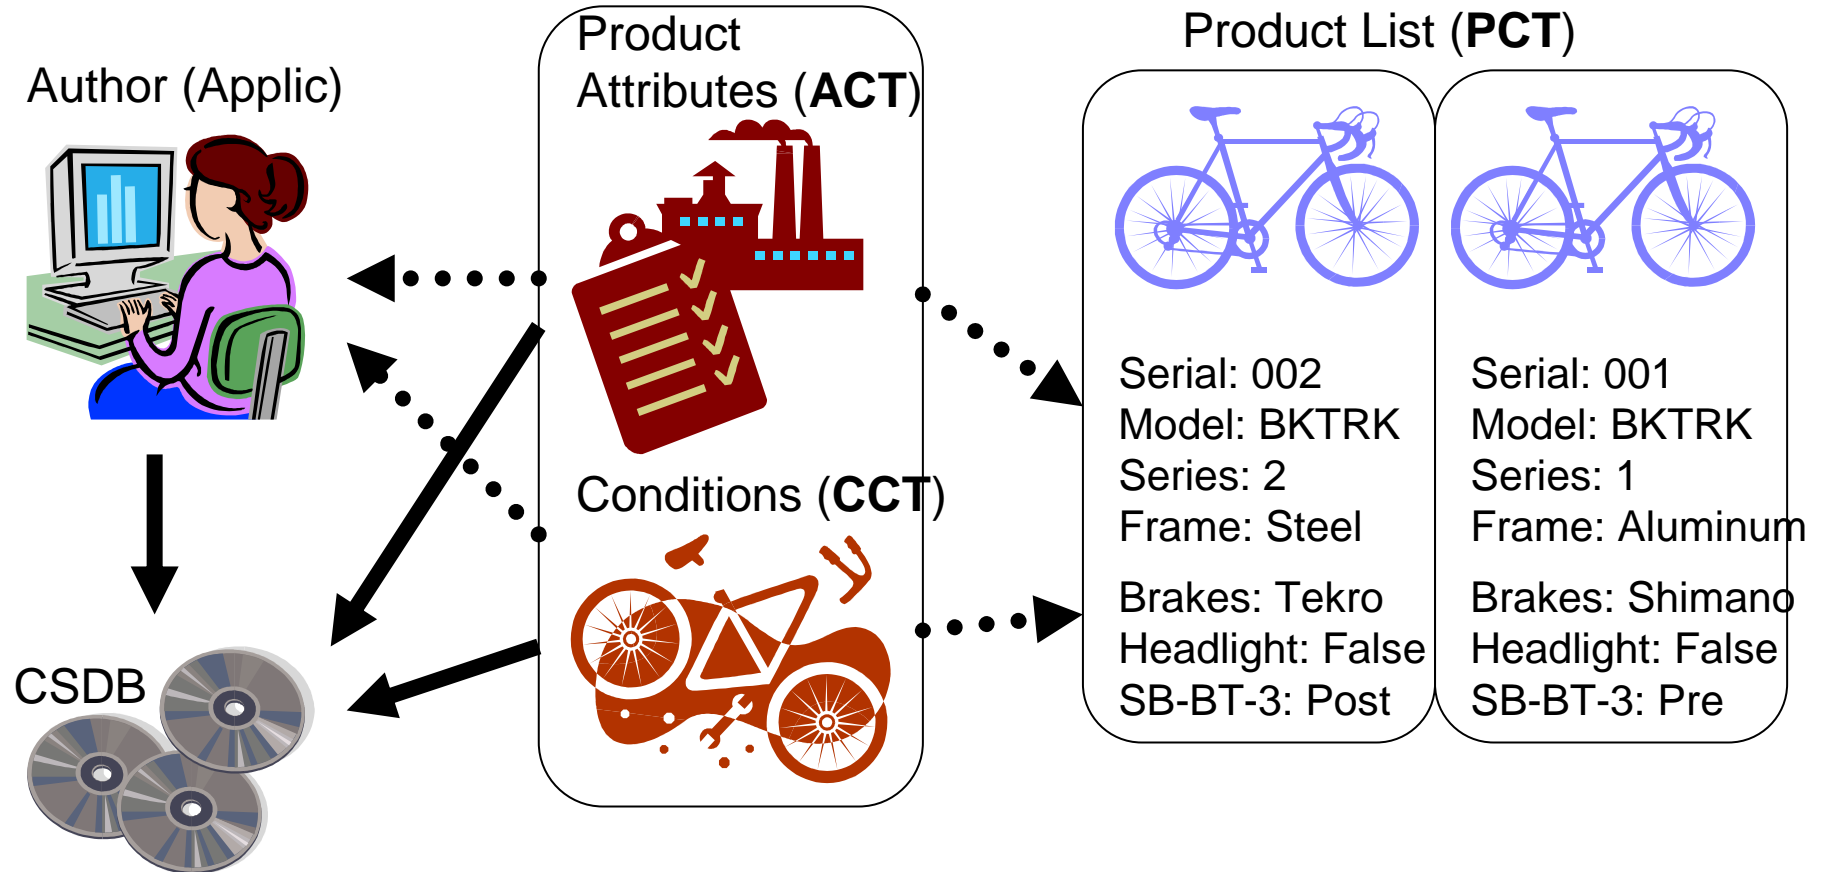 Author (Applic)
CSDB
Product
Attributes (ACT)
Conditions (CCT)
Product List (PCT)
Serial: 002
Model: BKTRK
Series: 2
Frame: Steel
Brakes: Tekro
Headlight: False
SB-BT-3: Post
Serial: 001
Model: BKTRK
Series: 1
Frame: Aluminum
Brakes: Shimano
Headlight: False
SB-BT-3: Pre